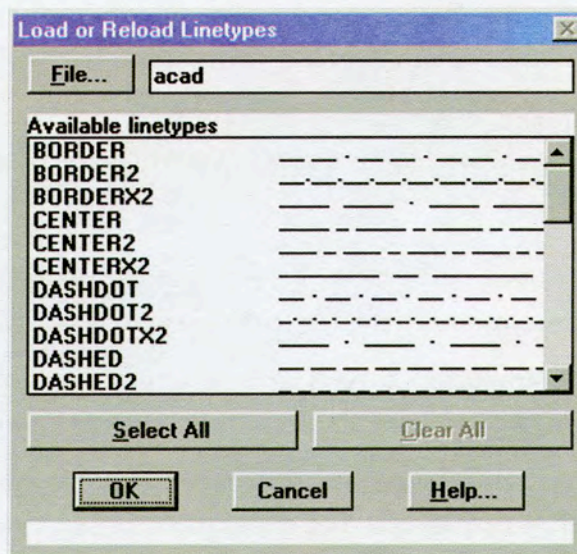 Load or Reload Linetypes
File... acad
Available linetypes
BORDER
BORDER2
BORDERX2
CENTER
CENTER2
CENTERX2
DASHDOT
DASHDOT2
DASHDOTX2
DASHED
DASHED2
Select All Clear All
OK Cancel Help...